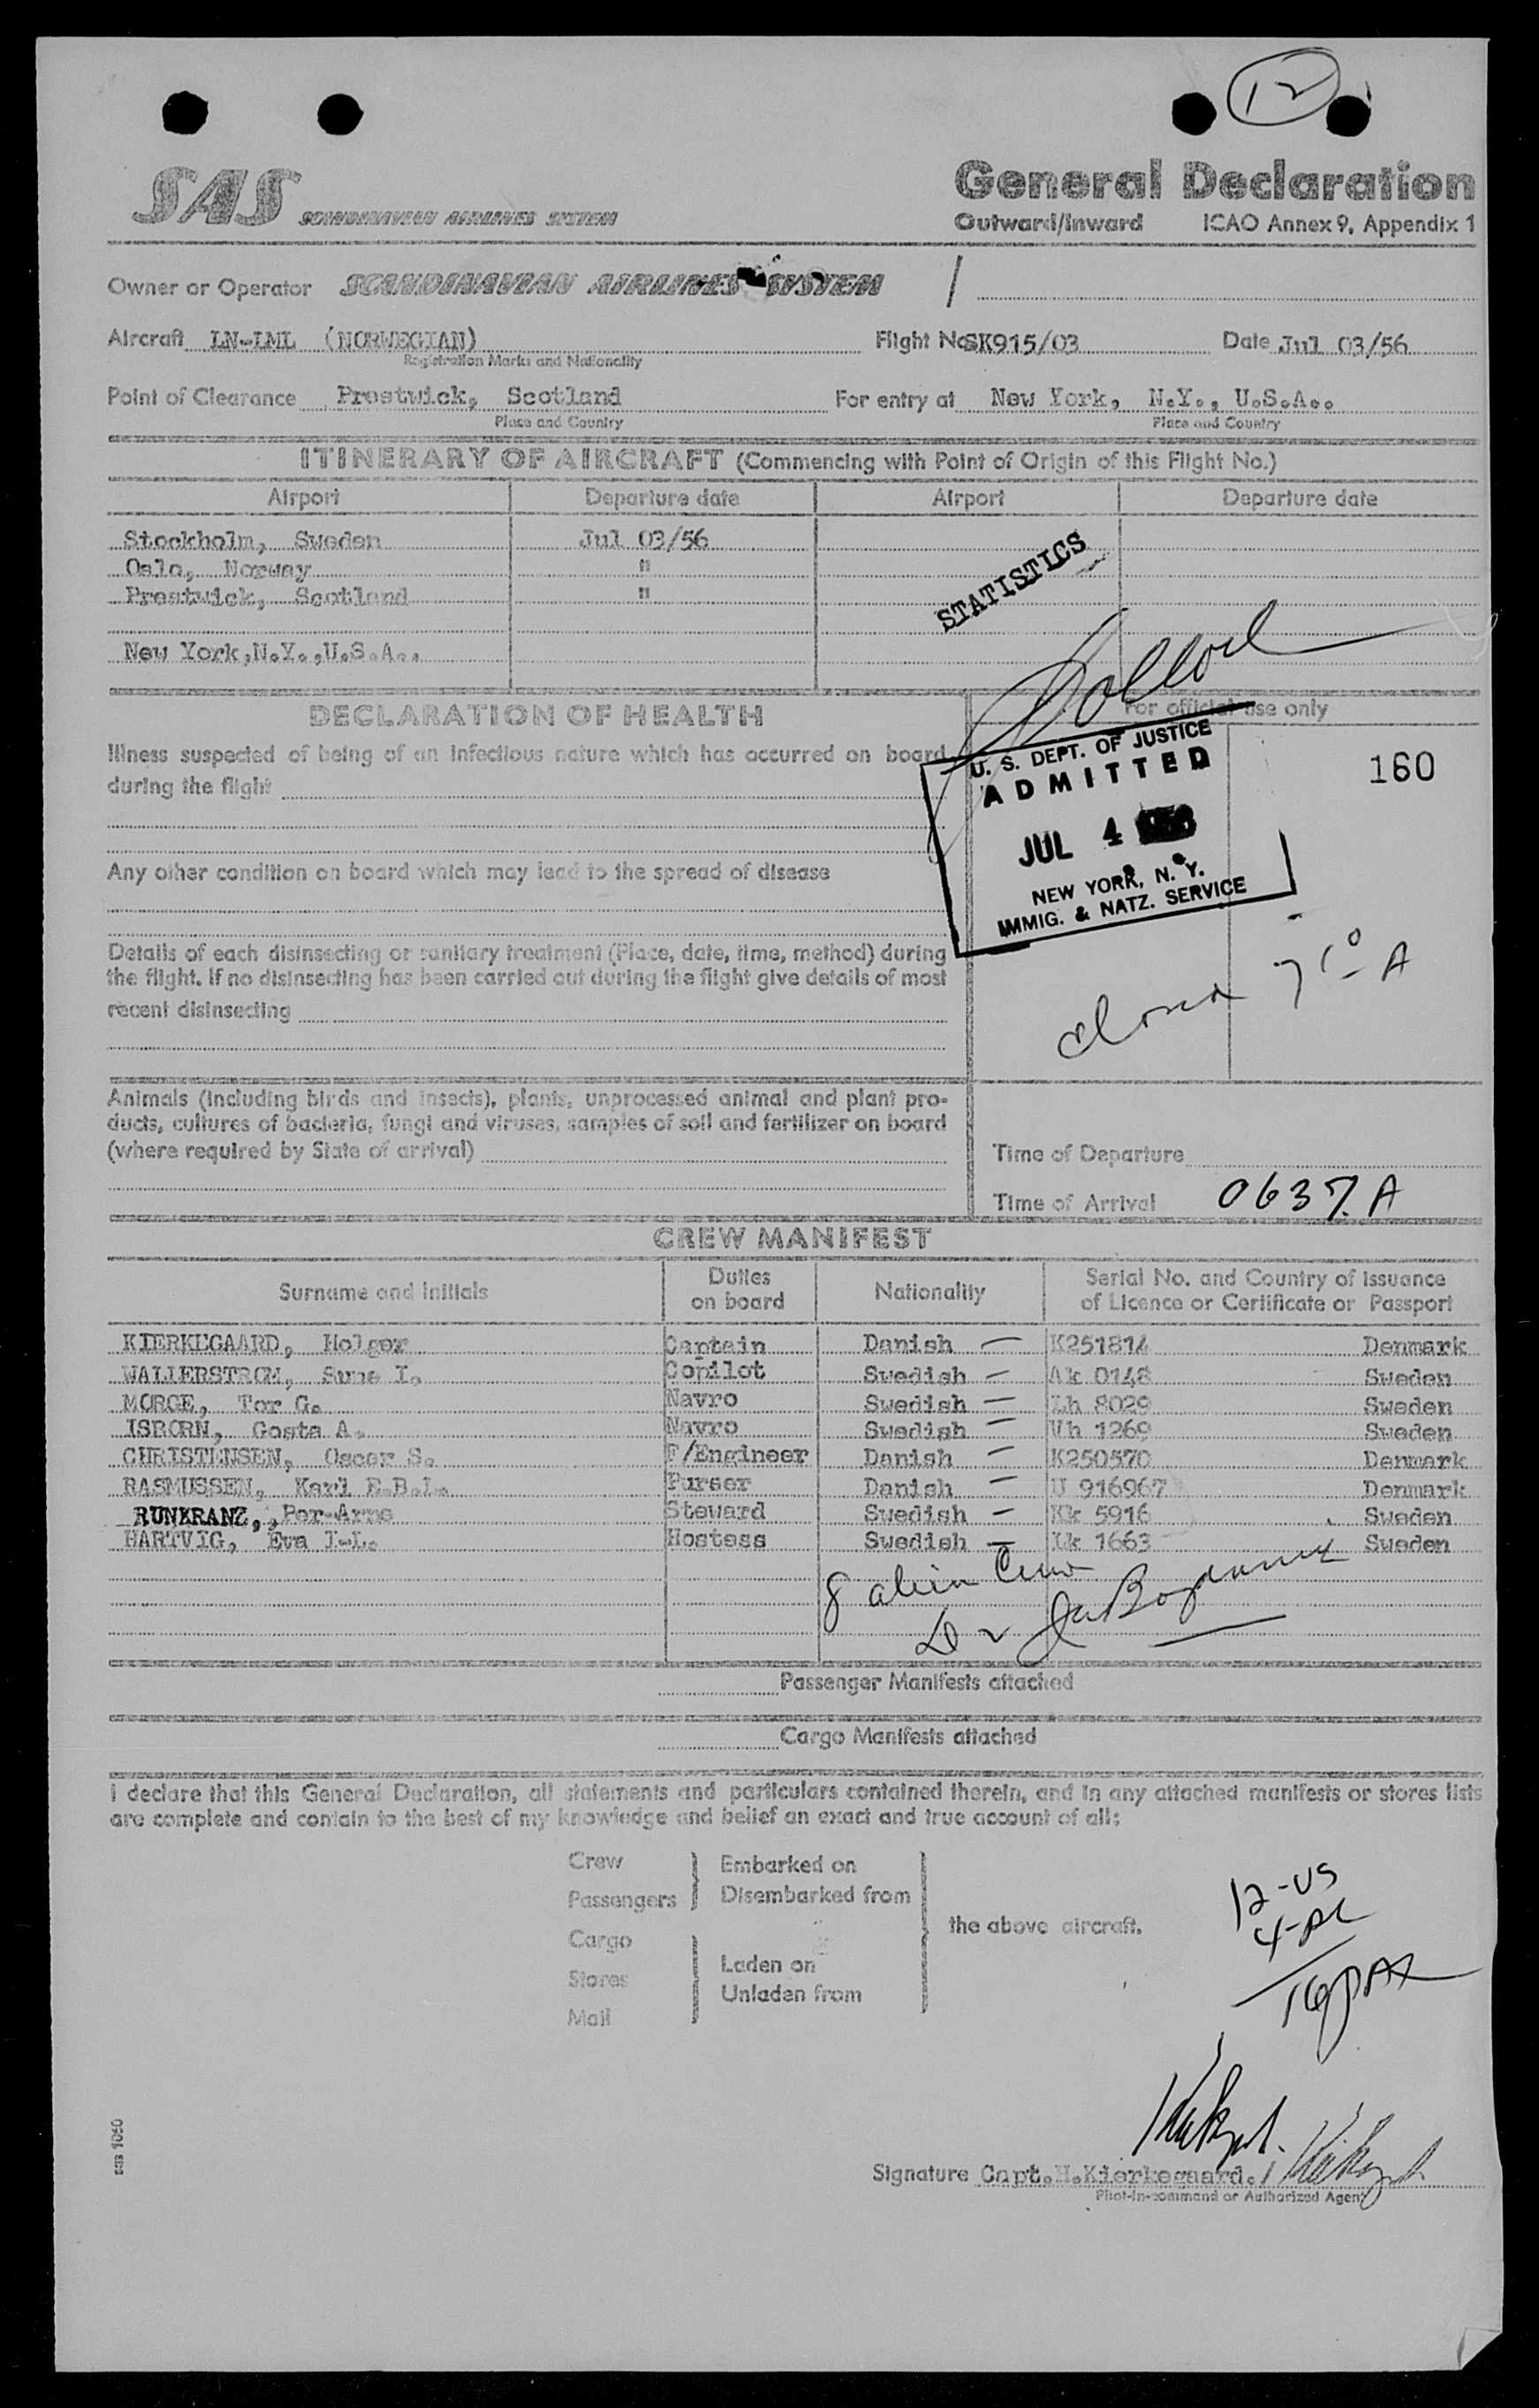 12
SAS SCANDINAVIAN AIRLINES SYSTEM
General Declaration
Outward/Inward ICAO Annex 9, Appendix 1
Owner or Operator SCANDINAVIAN AIRLINES SYSTEM /
Aircraft LN-LML (NORWEGIAN) Flight No. SK915/03 Date Jul 03/56
Registration Marks and Nationality
Point of Clearance Prestwick, Scotland For entry at New York, N.Y., U.S.A..
Place and Country Place and Country
ITINERARY OF AIRCRAFT (Commencing with Point of Origin of this Flight No.)
Airport Departure date Airport Departure date
Stockholm, Sweden Jul 03/56
Oslo, Norway "
Prestwick, Scotland "
New York,N.Y.,U.S.A..
STATISTICS
DECLARATION OF HEALTH
For official use only
Illness suspected of being of an infectious nature which has occurred on board
during the flight
U. S. DEPT. OF JUSTICE
ADMITTED
JUL 4 1956
NEW YORK, N. Y.
IMMIG. & NATZ. SERVICE
160
Any other condition on board which may lead to the spread of disease
Details of each disinsecting or sanitary treatment (Place, date, time, method) during
the flight. If no disinsecting has been carried out during the flight give details of most
recent disinsecting
Animals (including birds and insects), plants, unprocessed animal and plant pro-
ducts, cultures of bacteria, fungi and viruses, samples of soil and fertilizer on board
(where required by State of arrival)
Time of Departure
Time of Arrival 0637 A
CREW MANIFEST
Surname and Initials Duties on board Nationality Serial No. and Country of Issuance of Licence or Certificate or Passport
KIERKEGAARD, Holger Captain Danish — K251814 Denmark
WALLERSTROM, Sune I. Copilot Swedish — Ak 0148 Sweden
MORGE, Tor G. Navro Swedish — Lh 8029 Sweden
ISBORN, Gosta A. Navro Swedish — Vh 1269 Sweden
CHRISTENSEN, Oscar S. F/Engineer Danish — K250570 Denmark
RASMUSSEN, Karl E.B.L. Purser Danish — U 916967 Denmark
RUNKRANZ, Per-Arne Steward Swedish — Kk 5916 Sweden
HARTVIG, Eva I-L. Hostess Swedish — Lk 1663 Sweden
8 alien Crew
Passenger Manifests attached
Cargo Manifests attached
I declare that this General Declaration, all statements and particulars contained therein, and in any attached manifests or stores lists
are complete and contain to the best of my knowledge and belief an exact and true account of all:
Crew
Passengers
Embarked on
Disembarked from
Cargo
Stores
Mail
Laden on
Unladen from
the above aircraft.
12-US
16 PAX
Signature Capt.H.Kierkegaard./
Pilot-in-command or Authorized Agent
sas 1050